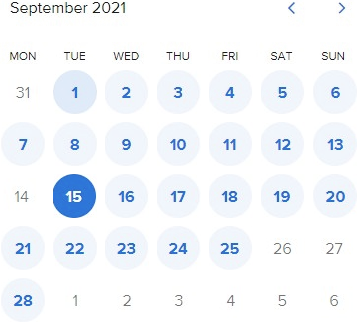 September 2021 < >
MON TUE WED THU FRI SAT SUN
31 1 2 3 4 5 6
7 8 9 10 11 12 13
14 15 16 17 18 19 20
21 22 23 24 25 26 27
28 1 2 3 4 5 6